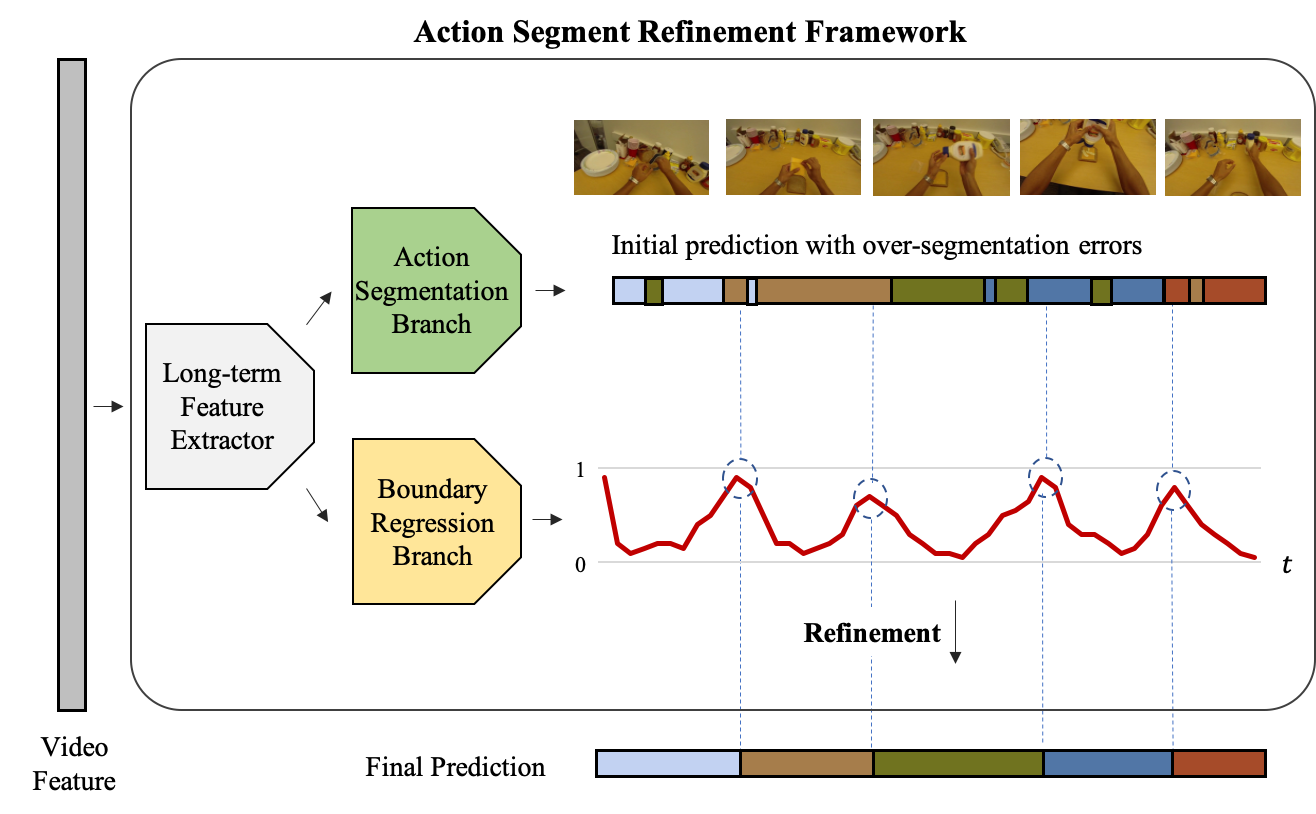 Action Segment Refinement Framework
Initial prediction with over-segmentation errors
Action
Segmentation
Branch
Long-term
Feature
Extractor
Boundary
Regression
Branch
1
0
t
Refinement
Video
Feature
Final Prediction